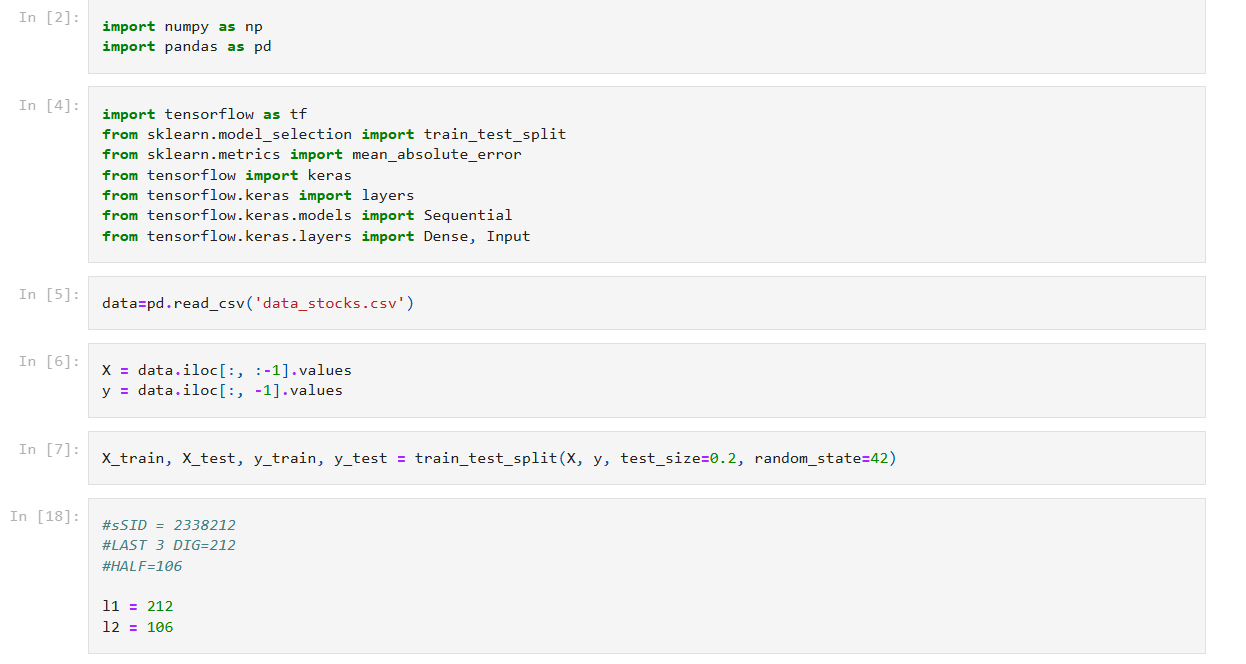 In [2]:
import numpy as np
import pandas as pd
In [4]:
import tensorflow as tf
from sklearn.model_selection import train_test_split
from sklearn.metrics import mean_absolute_error
from tensorflow import keras
from tensorflow.keras import layers
from tensorflow.keras.models import Sequential
from tensorflow.keras.layers import Dense, Input
In [5]:
data=pd.read_csv('data_stocks.csv')
In [6]:
X = data.iloc[:, :-1].values
y = data.iloc[:, -1].values
In [7]:
X_train, X_test, y_train, y_test = train_test_split(X, y, test_size=0.2, random_state=42)
In [18]:
#sSID = 2338212
#LAST 3 DIG=212
#HALF=106
l1 = 212
l2 = 106